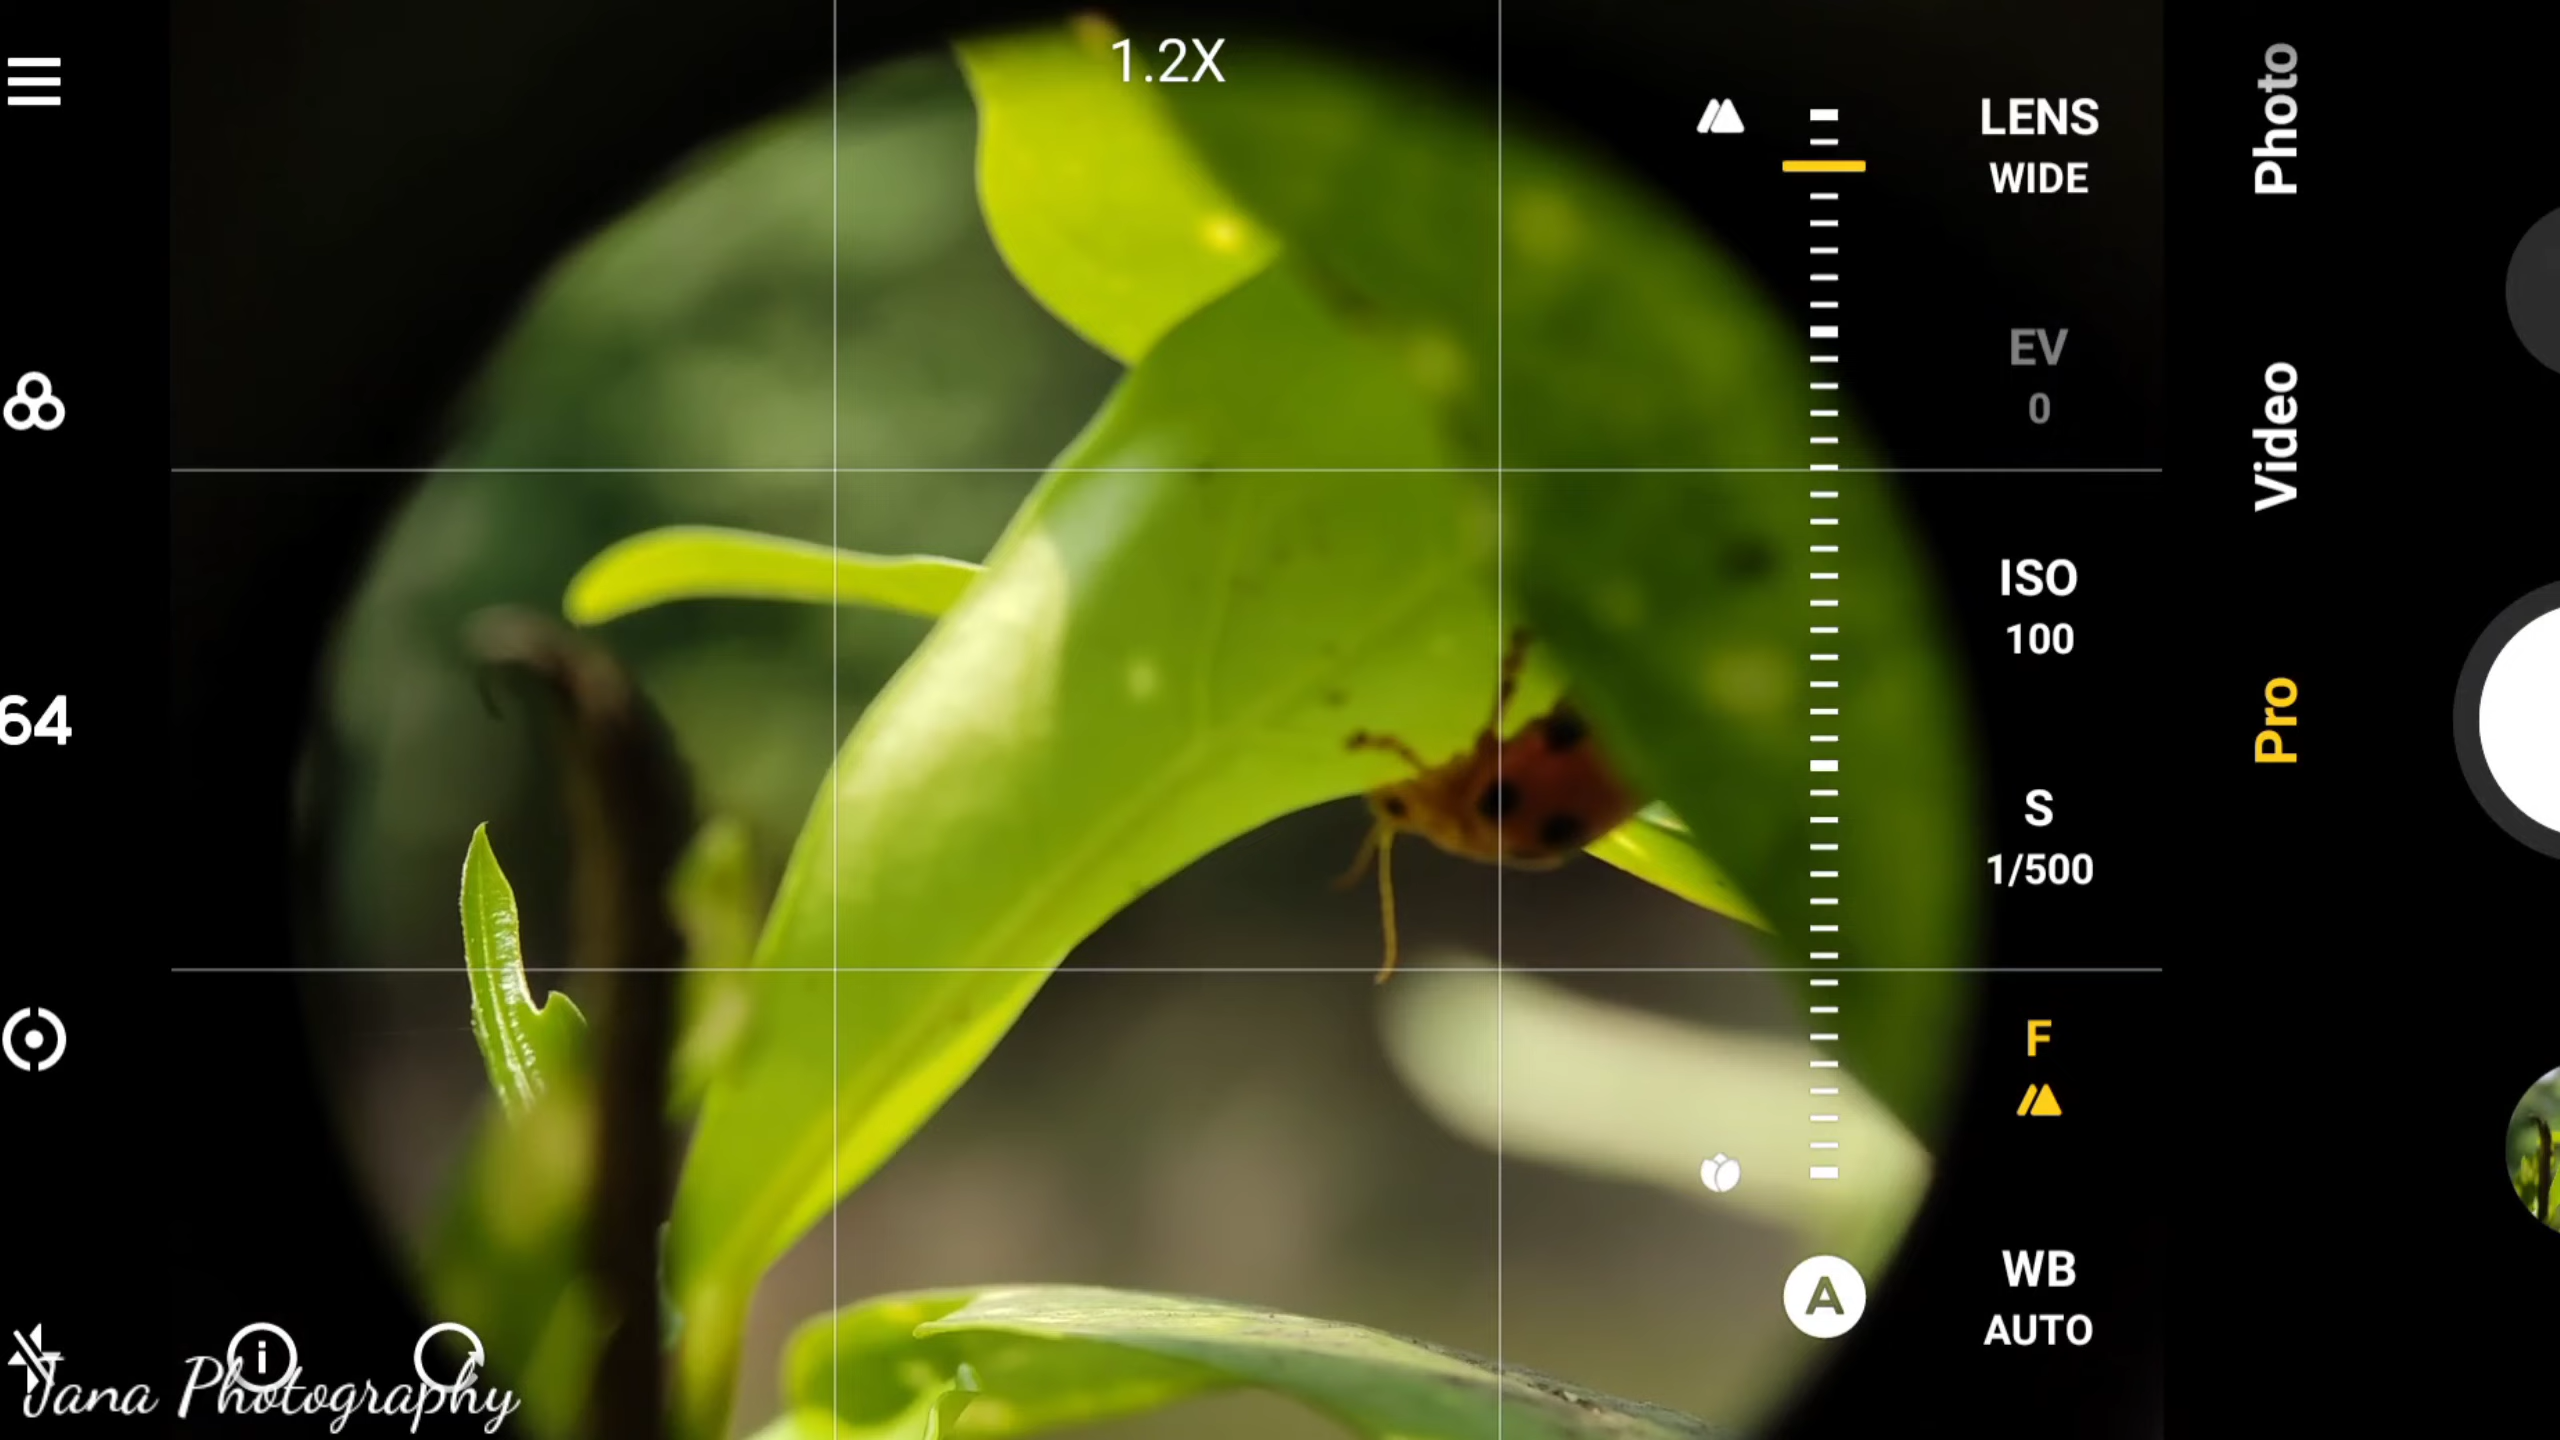 1.2X
LENS
WIDE
EV
0
ISO
100
S
1/500
F
WB
AUTO
A
Photo
Video
Pro
64
i
Jana Photography